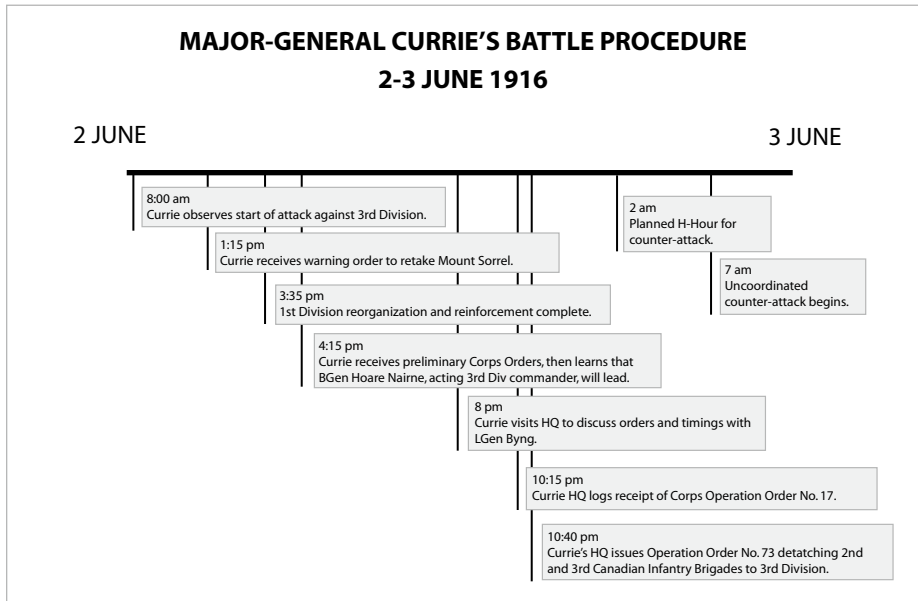 MAJOR-GENERAL CURRIE'S BATTLE PROCEDURE
2-3 JUNE 1916
2 JUNE
3 JUNE
8:00 am
Currie observes start of attack against 3rd Division.
1:15 pm
Currie receives warning order to retake Mount Sorrel.
3:35 pm
1st Division reorganization and reinforcement complete.
4:15 pm
Currie receives preliminary Corps Orders, then learns that
BGen Hoare Nairne, acting 3rd Div commander, will lead.
8 pm
Currie visits HQ to discuss orders and timings with
LGen Byng.
10:15 pm
Currie HQ logs receipt of Corps Operation Order No. 17.
10:40 pm
Currie's HQ issues Operation Order No. 73 detatching 2nd
and 3rd Canadian Infantry Brigades to 3rd Division.
2 am
Planned H-Hour for
counter-attack.
7 am
Uncoordinated
counter-attack begins.